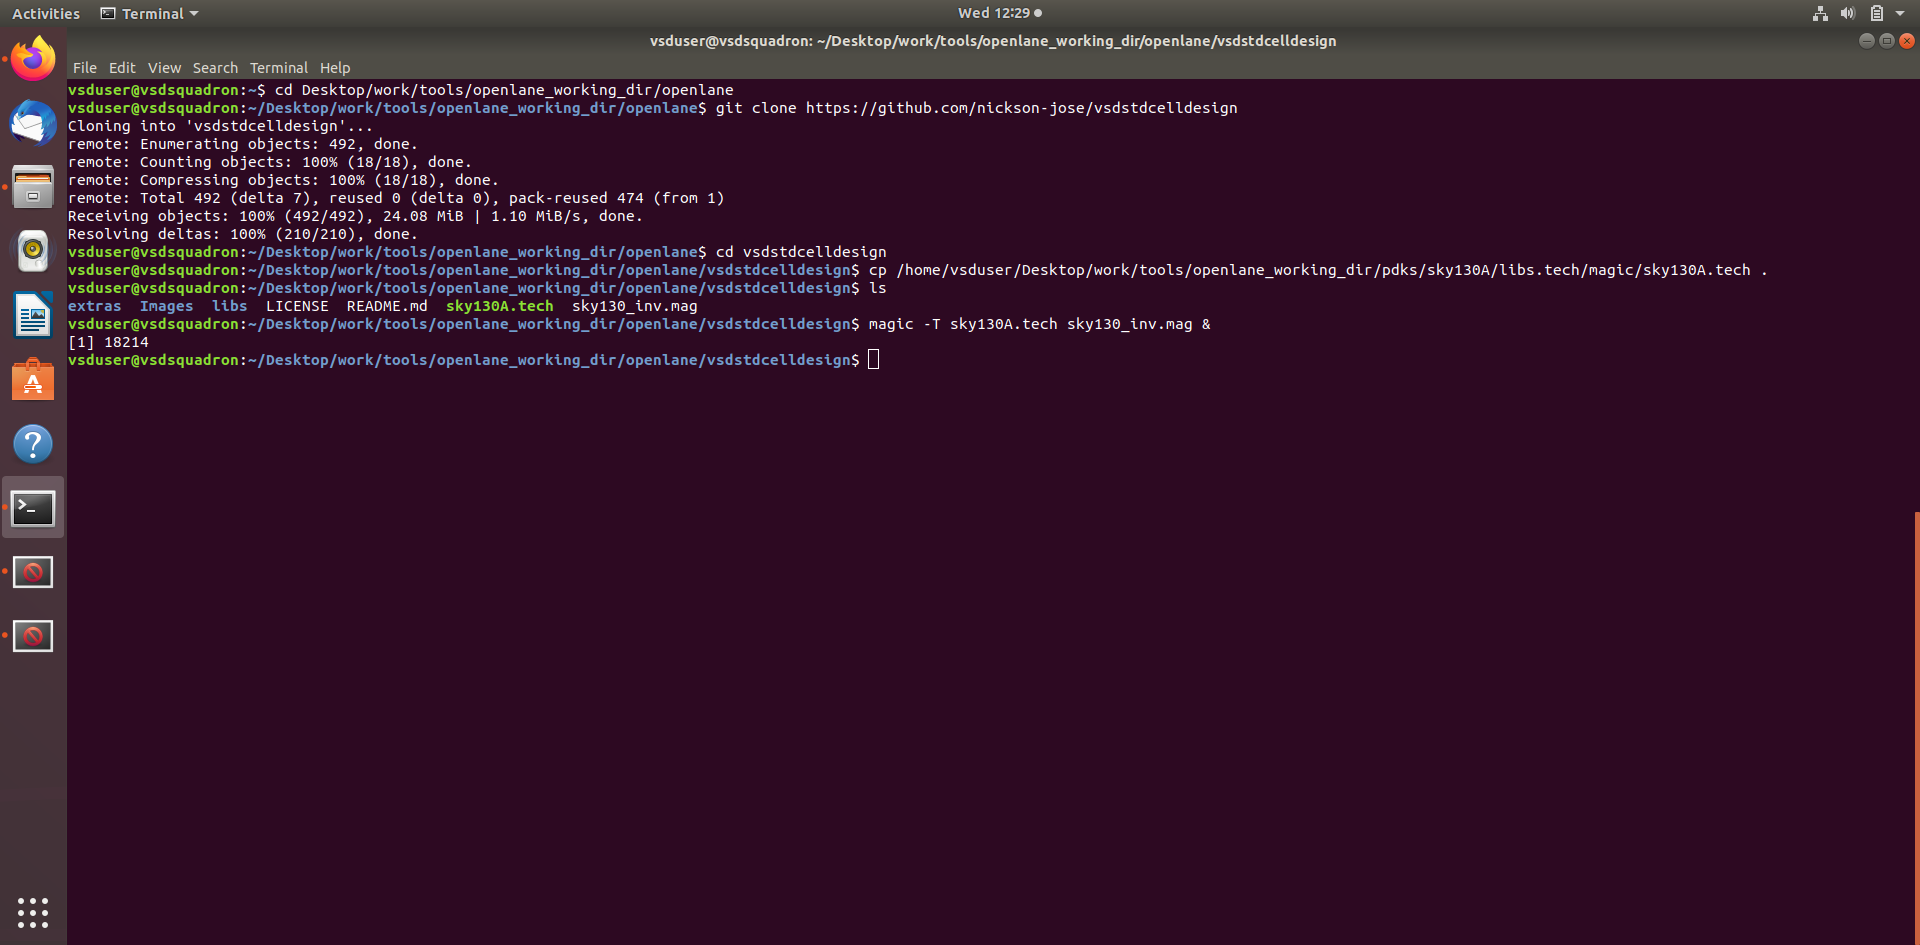 Activities Terminal Wed 12:29
vsduser@vsdsquadron: ~/Desktop/work/tools/openlane_working_dir/openlane/vsdstdcelldesign
File Edit View Search Terminal Help
vsduser@vsdsquadron:~$ cd Desktop/work/tools/openlane_working_dir/openlane
vsduser@vsdsquadron:~/Desktop/work/tools/openlane_working_dir/openlane$ git clone https://github.com/nickson-jose/vsdstdcelldesign
Cloning into 'vsdstdcelldesign'...
remote: Enumerating objects: 492, done.
remote: Counting objects: 100% (18/18), done.
remote: Compressing objects: 100% (18/18), done.
remote: Total 492 (delta 7), reused 0 (delta 0), pack-reused 474 (from 1)
Receiving objects: 100% (492/492), 24.08 MiB | 1.10 MiB/s, done.
Resolving deltas: 100% (210/210), done.
vsduser@vsdsquadron:~/Desktop/work/tools/openlane_working_dir/openlane$ cd vsdstdcelldesign
vsduser@vsdsquadron:~/Desktop/work/tools/openlane_working_dir/openlane/vsdstdcelldesign$ cp /home/vsduser/Desktop/work/tools/openlane_working_dir/pdks/sky130A/libs.tech/magic/sky130A.tech .
vsduser@vsdsquadron:~/Desktop/work/tools/openlane_working_dir/openlane/vsdstdcelldesign$ ls
extras Images libs LICENSE README.md sky130A.tech sky130_inv.mag
vsduser@vsdsquadron:~/Desktop/work/tools/openlane_working_dir/openlane/vsdstdcelldesign$ magic -T sky130A.tech sky130_inv.mag &
[1] 18214
vsduser@vsdsquadron:~/Desktop/work/tools/openlane_working_dir/openlane/vsdstdcelldesign$